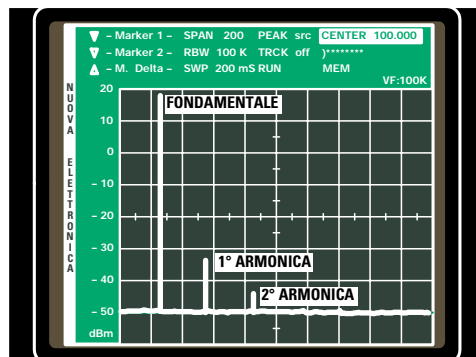 - Marker 1 - SPAN 200 PEAK src CENTER 100.000
- Marker 2 - RBW 100 K TRCK off )********
- M. Delta - SWP 200 mS RUN MEM
VF:100K
NUOVA ELETTRONICA
20
10
0
- 10
- 20
- 30
- 40
- 50
dBm
FONDAMENTALE
1° ARMONICA
2° ARMONICA